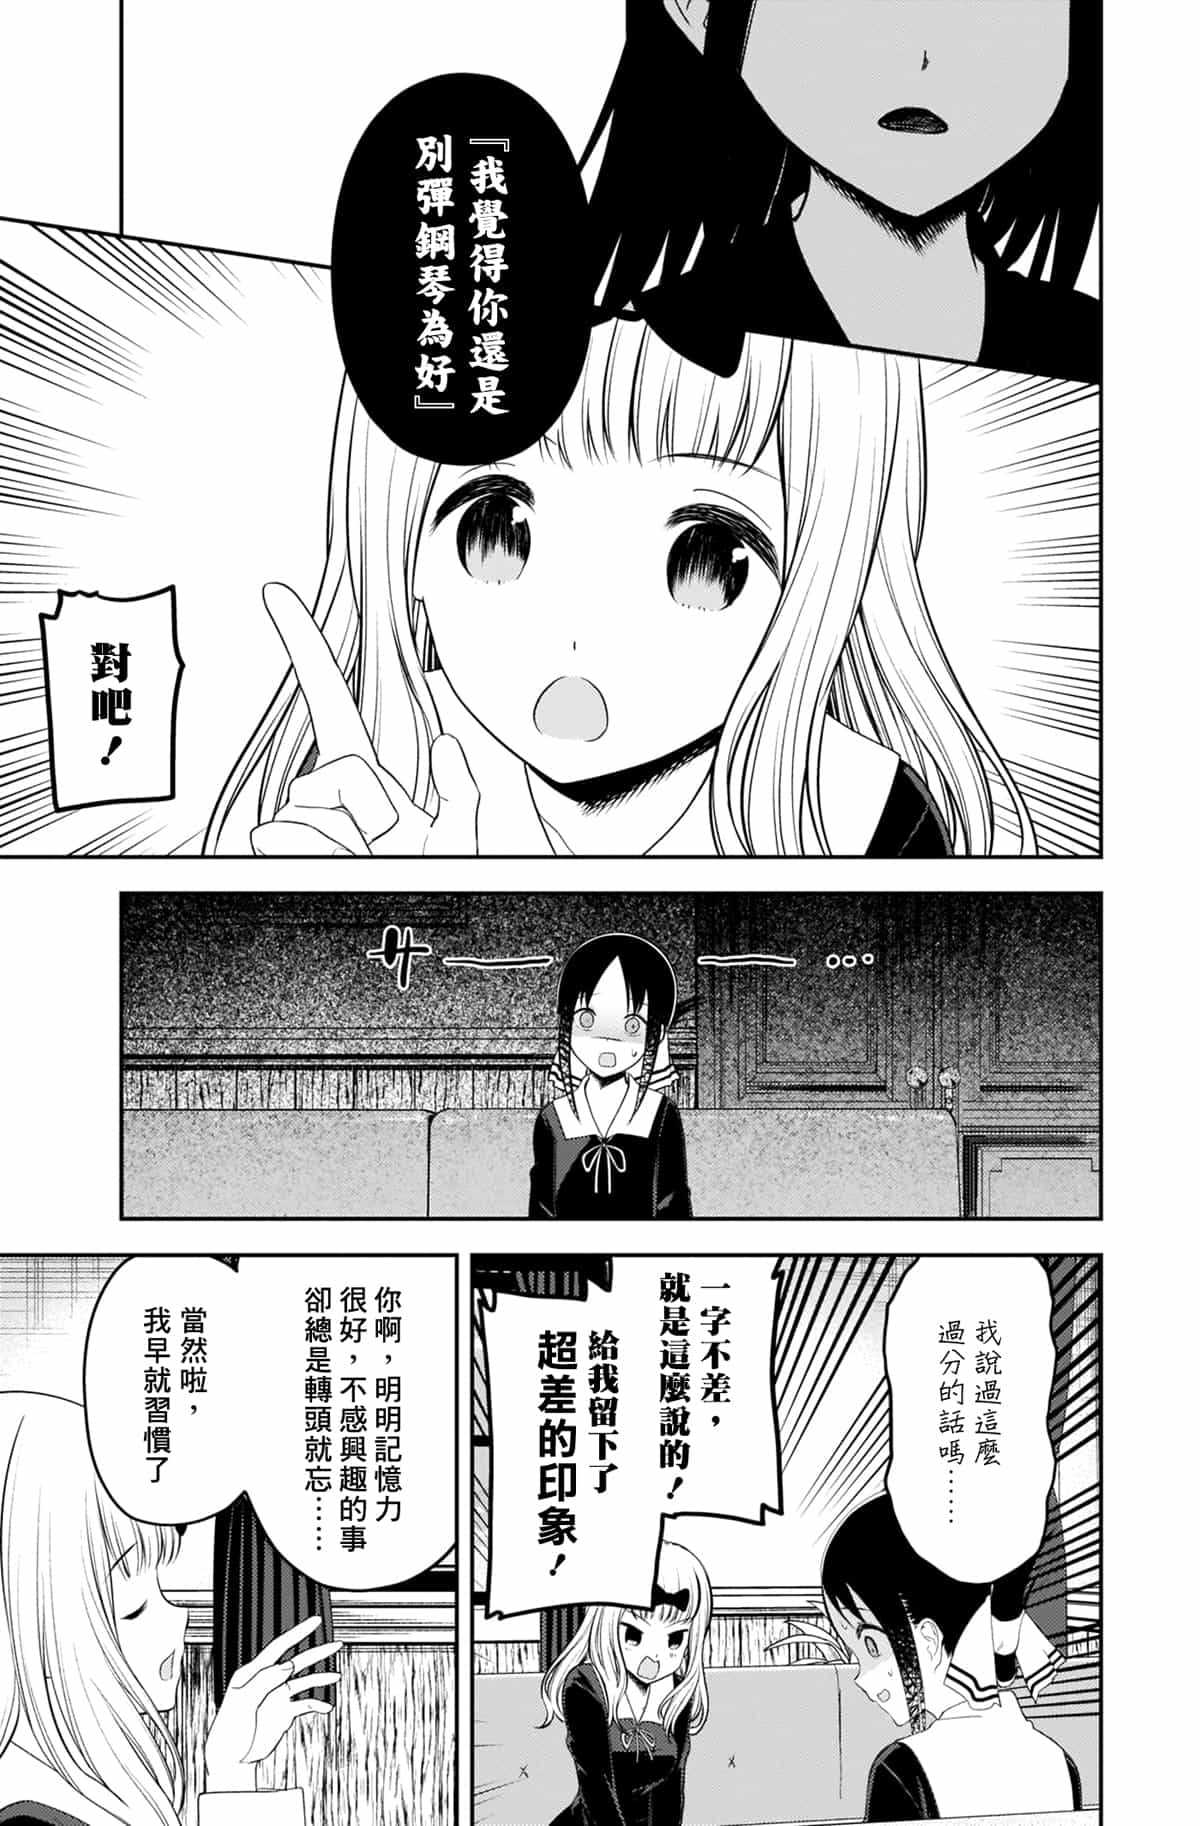 『我覺得你還是
別彈鋼琴為好』
對吧！
サ——…
我說過這麼
過分的話嗎……
一字不差，
就是這麼說的！
給我留下了
超差的印象！
你啊，明明記憶力
很好，不感興趣的事
卻總是轉頭就忘……
當然啦，
我早就習慣了